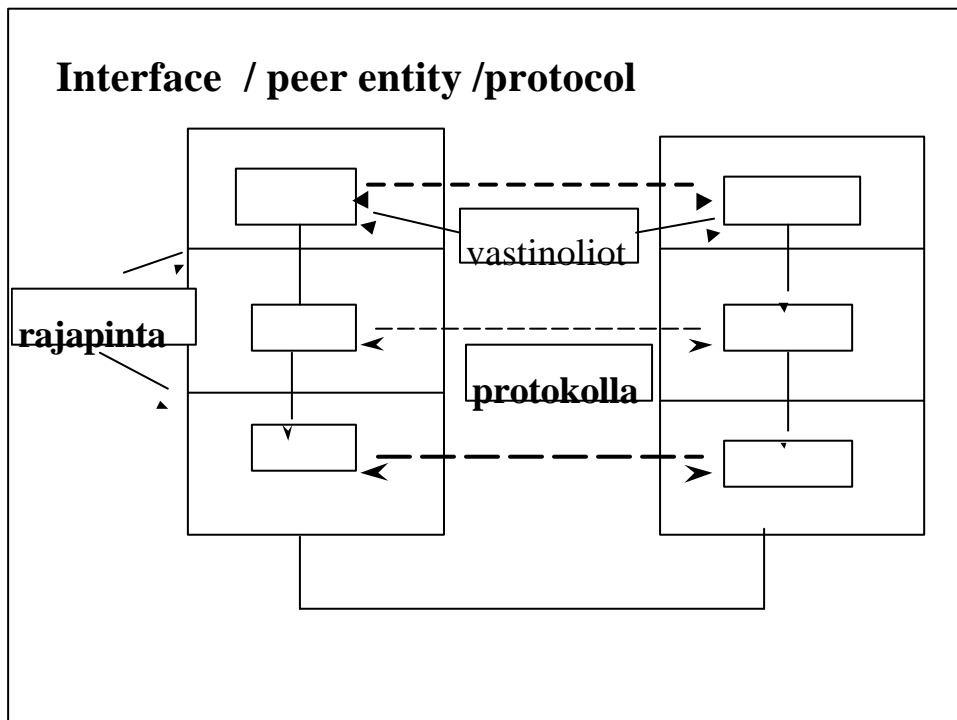 Interface / peer entity /protocol
vastinoliot
rajapinta
protokolla